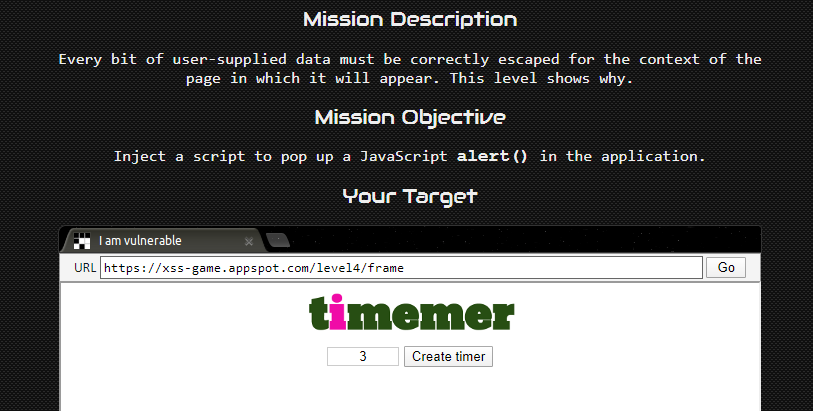 Mission Description
Every bit of user-supplied data must be correctly escaped for the context of the
page in which it will appear. This level shows why.
Mission Objective
Inject a script to pop up a JavaScript alert() in the application.
Your Target
I am vulnerable ×
URL https://xss-game.appspot.com/level4/frame Go
timemer
3 Create timer